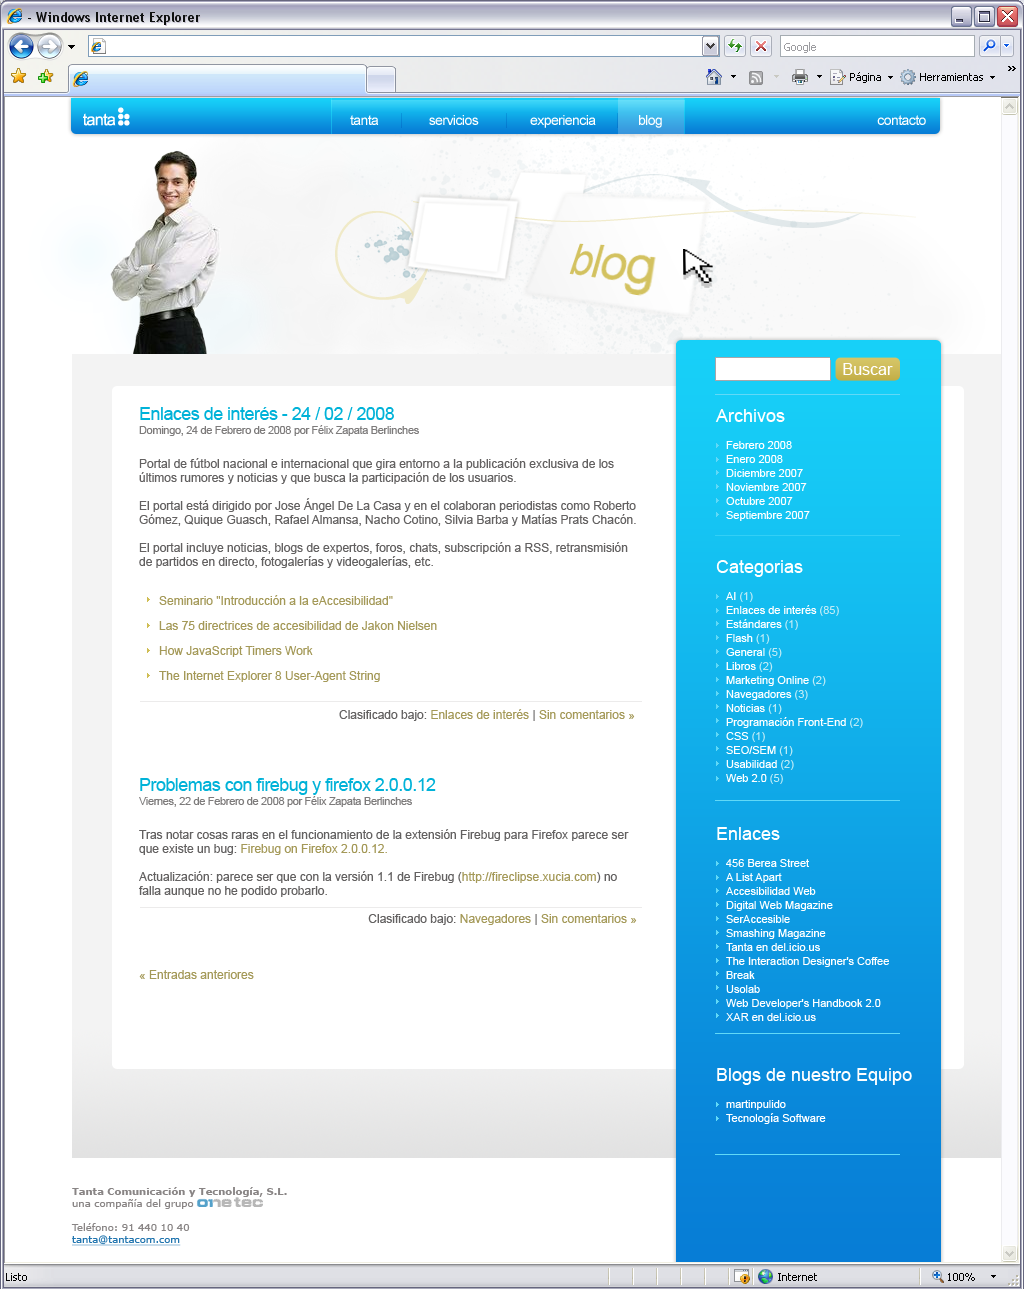 - Windows Internet Explorer
Google
Página
Herramientas
»
tanta
tanta
servicios
experiencia
blog
contacto
blog
Buscar
Enlaces de interés - 24 / 02 / 2008
Domingo, 24 de Febrero de 2008 por Félix Zapata Berlinches
Portal de fútbol nacional e internacional que gira entorno a la publicación exclusiva de los
últimos rumores y noticias y que busca la participación de los usuarios.
El portal está dirigido por Jose Ángel De La Casa y en el colaboran periodistas como Roberto
Gómez, Quique Guasch, Rafael Almansa, Nacho Cotino, Silvia Barba y Matías Prats Chacón.
El portal incluye noticias, blogs de expertos, foros, chats, subscripción a RSS, retransmisión
de partidos en directo, fotogalerías y videogalerías, etc.
Seminario "Introducción a la eAccesibilidad"
Las 75 directrices de accesibilidad de Jakon Nielsen
How JavaScript Timers Work
The Internet Explorer 8 User-Agent String
Clasificado bajo: Enlaces de interés | Sin comentarios »
Problemas con firebug y firefox 2.0.0.12
Viernes, 22 de Febrero de 2008 por Félix Zapata Berlinches
Tras notar cosas raras en el funcionamiento de la extensión Firebug para Firefox parece ser
que existe un bug: Firebug on Firefox 2.0.0.12.
Actualización: parece ser que con la versión 1.1 de Firebug (http://fireclipse.xucia.com) no
falla aunque no he podido probarlo.
Clasificado bajo: Navegadores | Sin comentarios »
« Entradas anteriores
Archivos
Febrero 2008
Enero 2008
Diciembre 2007
Noviembre 2007
Octubre 2007
Septiembre 2007
Categorias
AI (1)
Enlaces de interés (85)
Estándares (1)
Flash (1)
General (5)
Libros (2)
Marketing Online (2)
Navegadores (3)
Noticias (1)
Programación Front-End (2)
CSS (1)
SEO/SEM (1)
Usabilidad (2)
Web 2.0 (5)
Enlaces
456 Berea Street
A List Apart
Accesibilidad Web
Digital Web Magazine
SerAccesible
Smashing Magazine
Tanta en del.icio.us
The Interaction Designer's Coffee
Break
Usolab
Web Developer's Handbook 2.0
XAR en del.icio.us
Blogs de nuestro Equipo
martinpulido
Tecnología Software
Tanta Comunicación y Tecnología, S.L.
una compañía del grupo onetec
Teléfono: 91 440 10 40
tanta@tantacom.com
Listo
Internet
100%